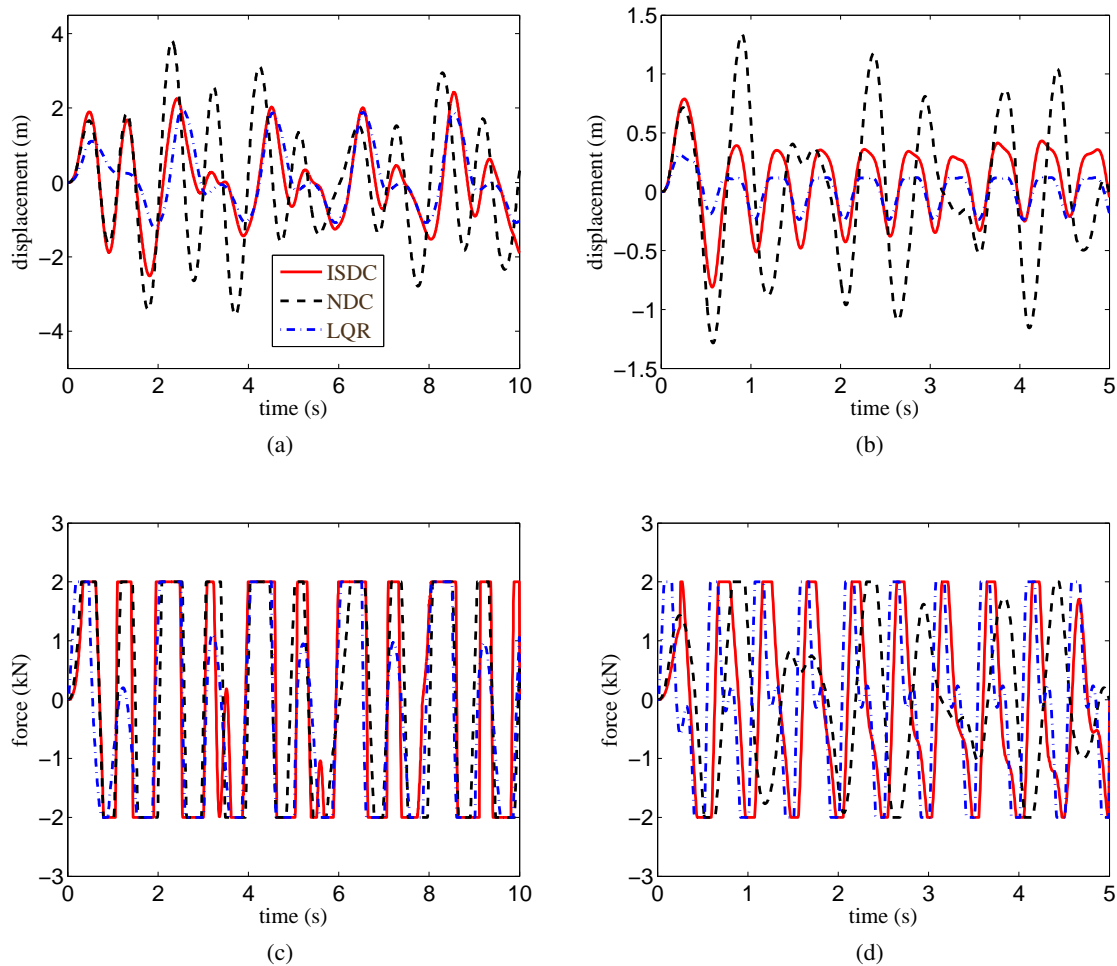 4
2
0
−2
−4
displacement (m)
0 2 4 6 8 10
time (s)
ISDC
NDC
LQR
(a)
1.5
1
0.5
0
−0.5
−1
−1.5
displacement (m)
0 1 2 3 4 5
time (s)
(b)
3
2
1
0
−1
−2
−3
force (kN)
0 2 4 6 8 10
time (s)
(c)
3
2
1
0
−1
−2
−3
force (kN)
0 1 2 3 4 5
time (s)
(d)